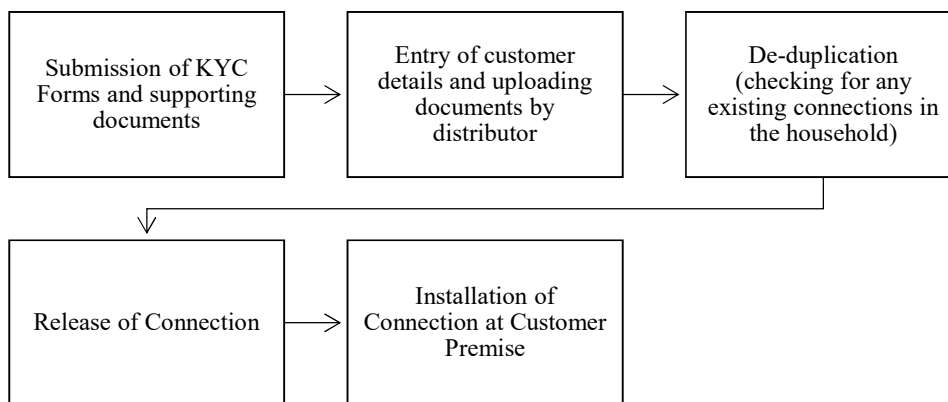 Submission of KYC
Forms and supporting
documents
Entry of customer
details and uploading
documents by
distributor
De-duplication
(checking for any
existing connections in
the household)
Release of Connection
Installation of
Connection at Customer
Premise